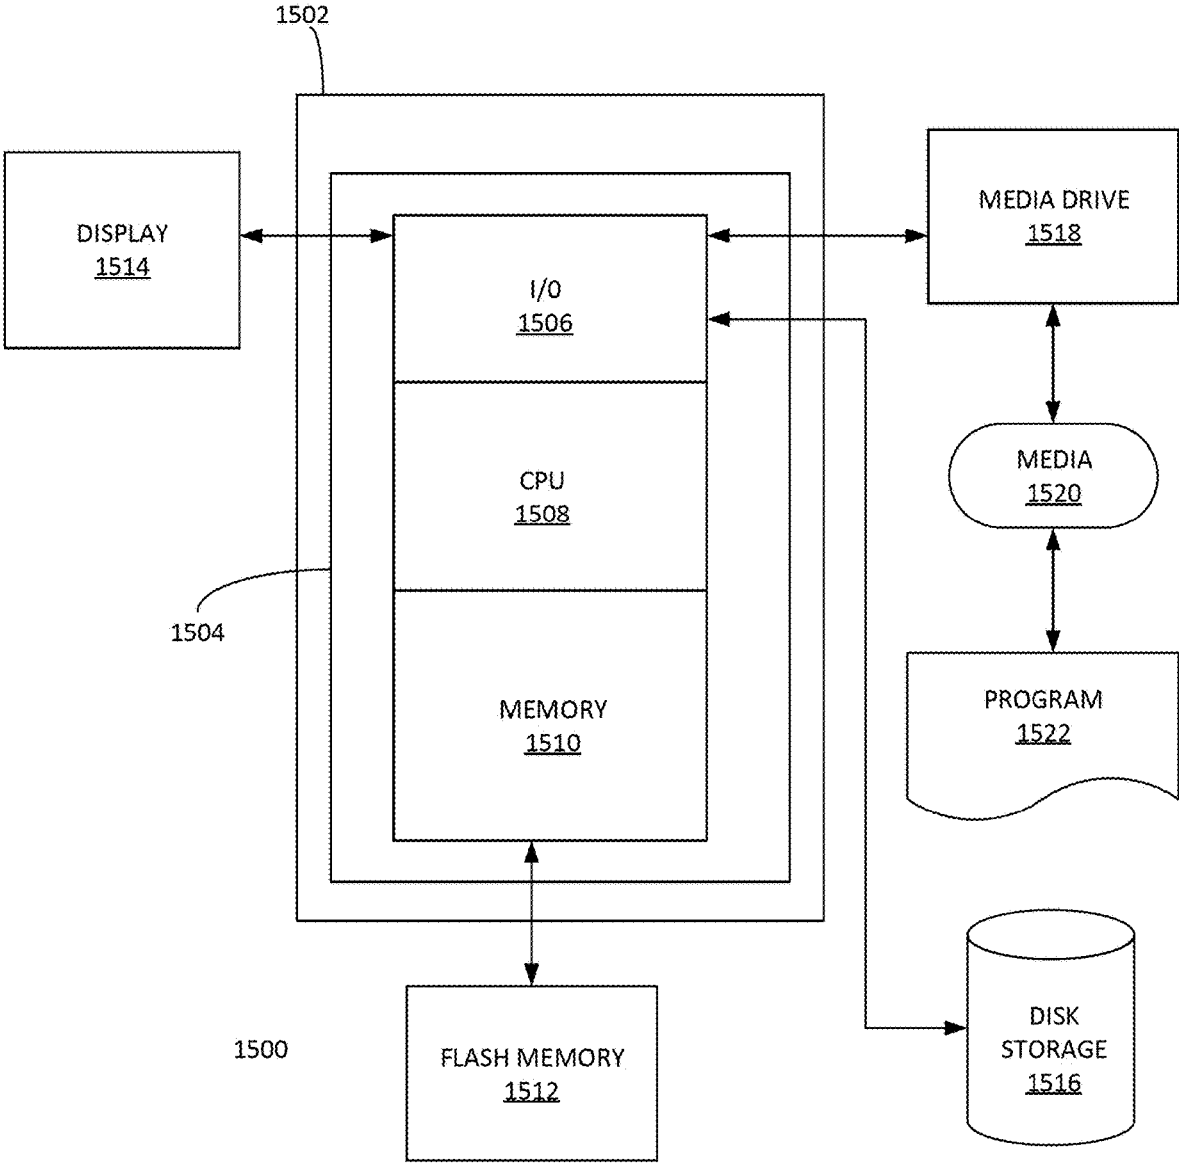 1502
DISPLAY
1514
I/0
1506
MEDIA DRIVE
1518
CPU
1508
MEDIA
1520
1504
MEMORY
1510
PROGRAM
1522
1500
FLASH MEMORY
1512
DISK
STORAGE
1516